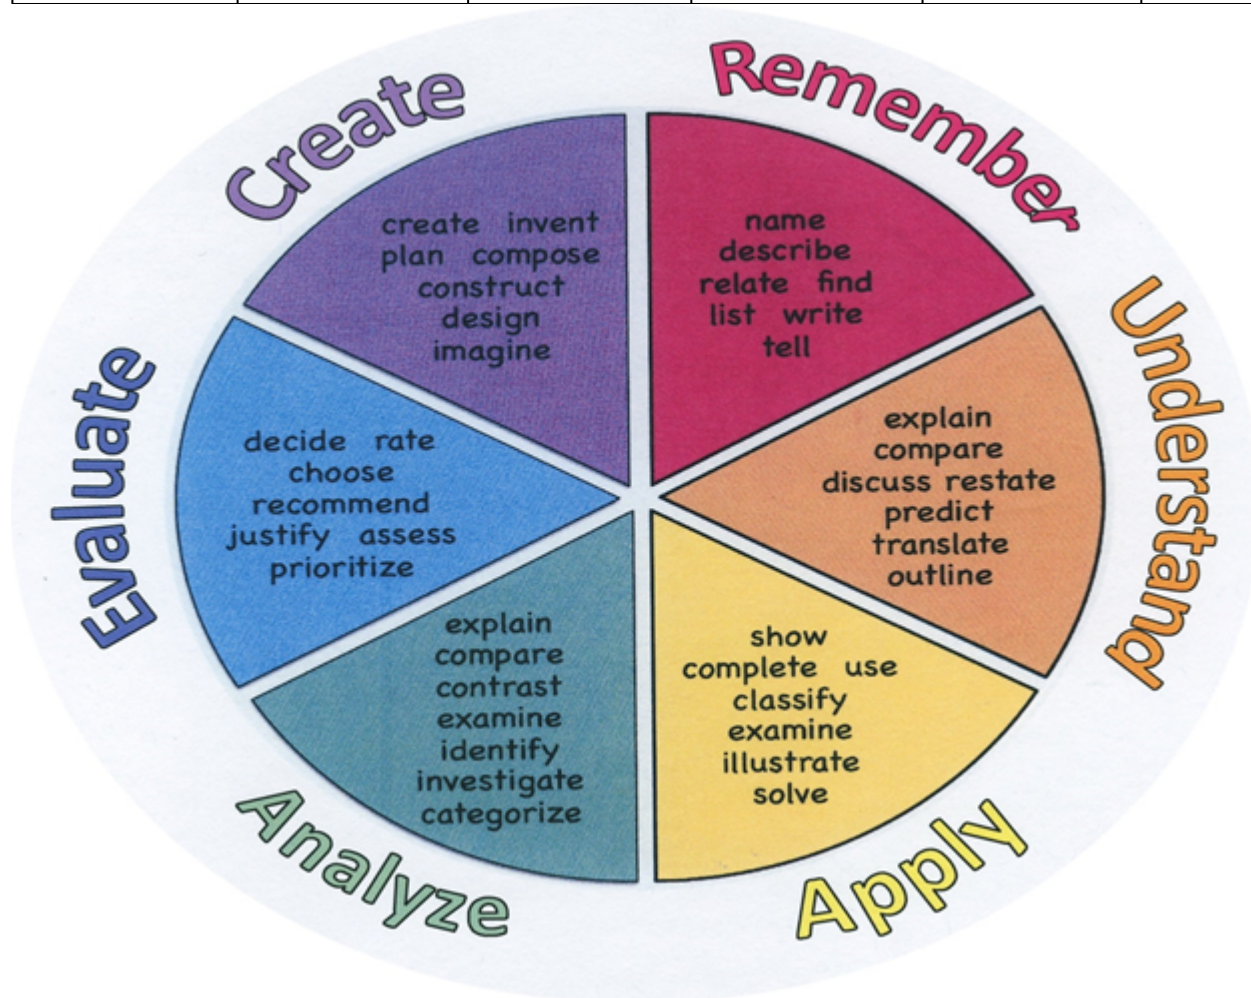 Remember
name
describe
relate find
list write
tell
Understand
explain
compare
discuss restate
predict
translate
outline
Apply
show
complete use
classify
examine
illustrate
solve
Analyze
explain
compare
contrast
examine
identify
investigate
categorize
Evaluate
decide rate
choose
recommend
justify assess
prioritize
Create
create invent
plan compose
construct
design
imagine